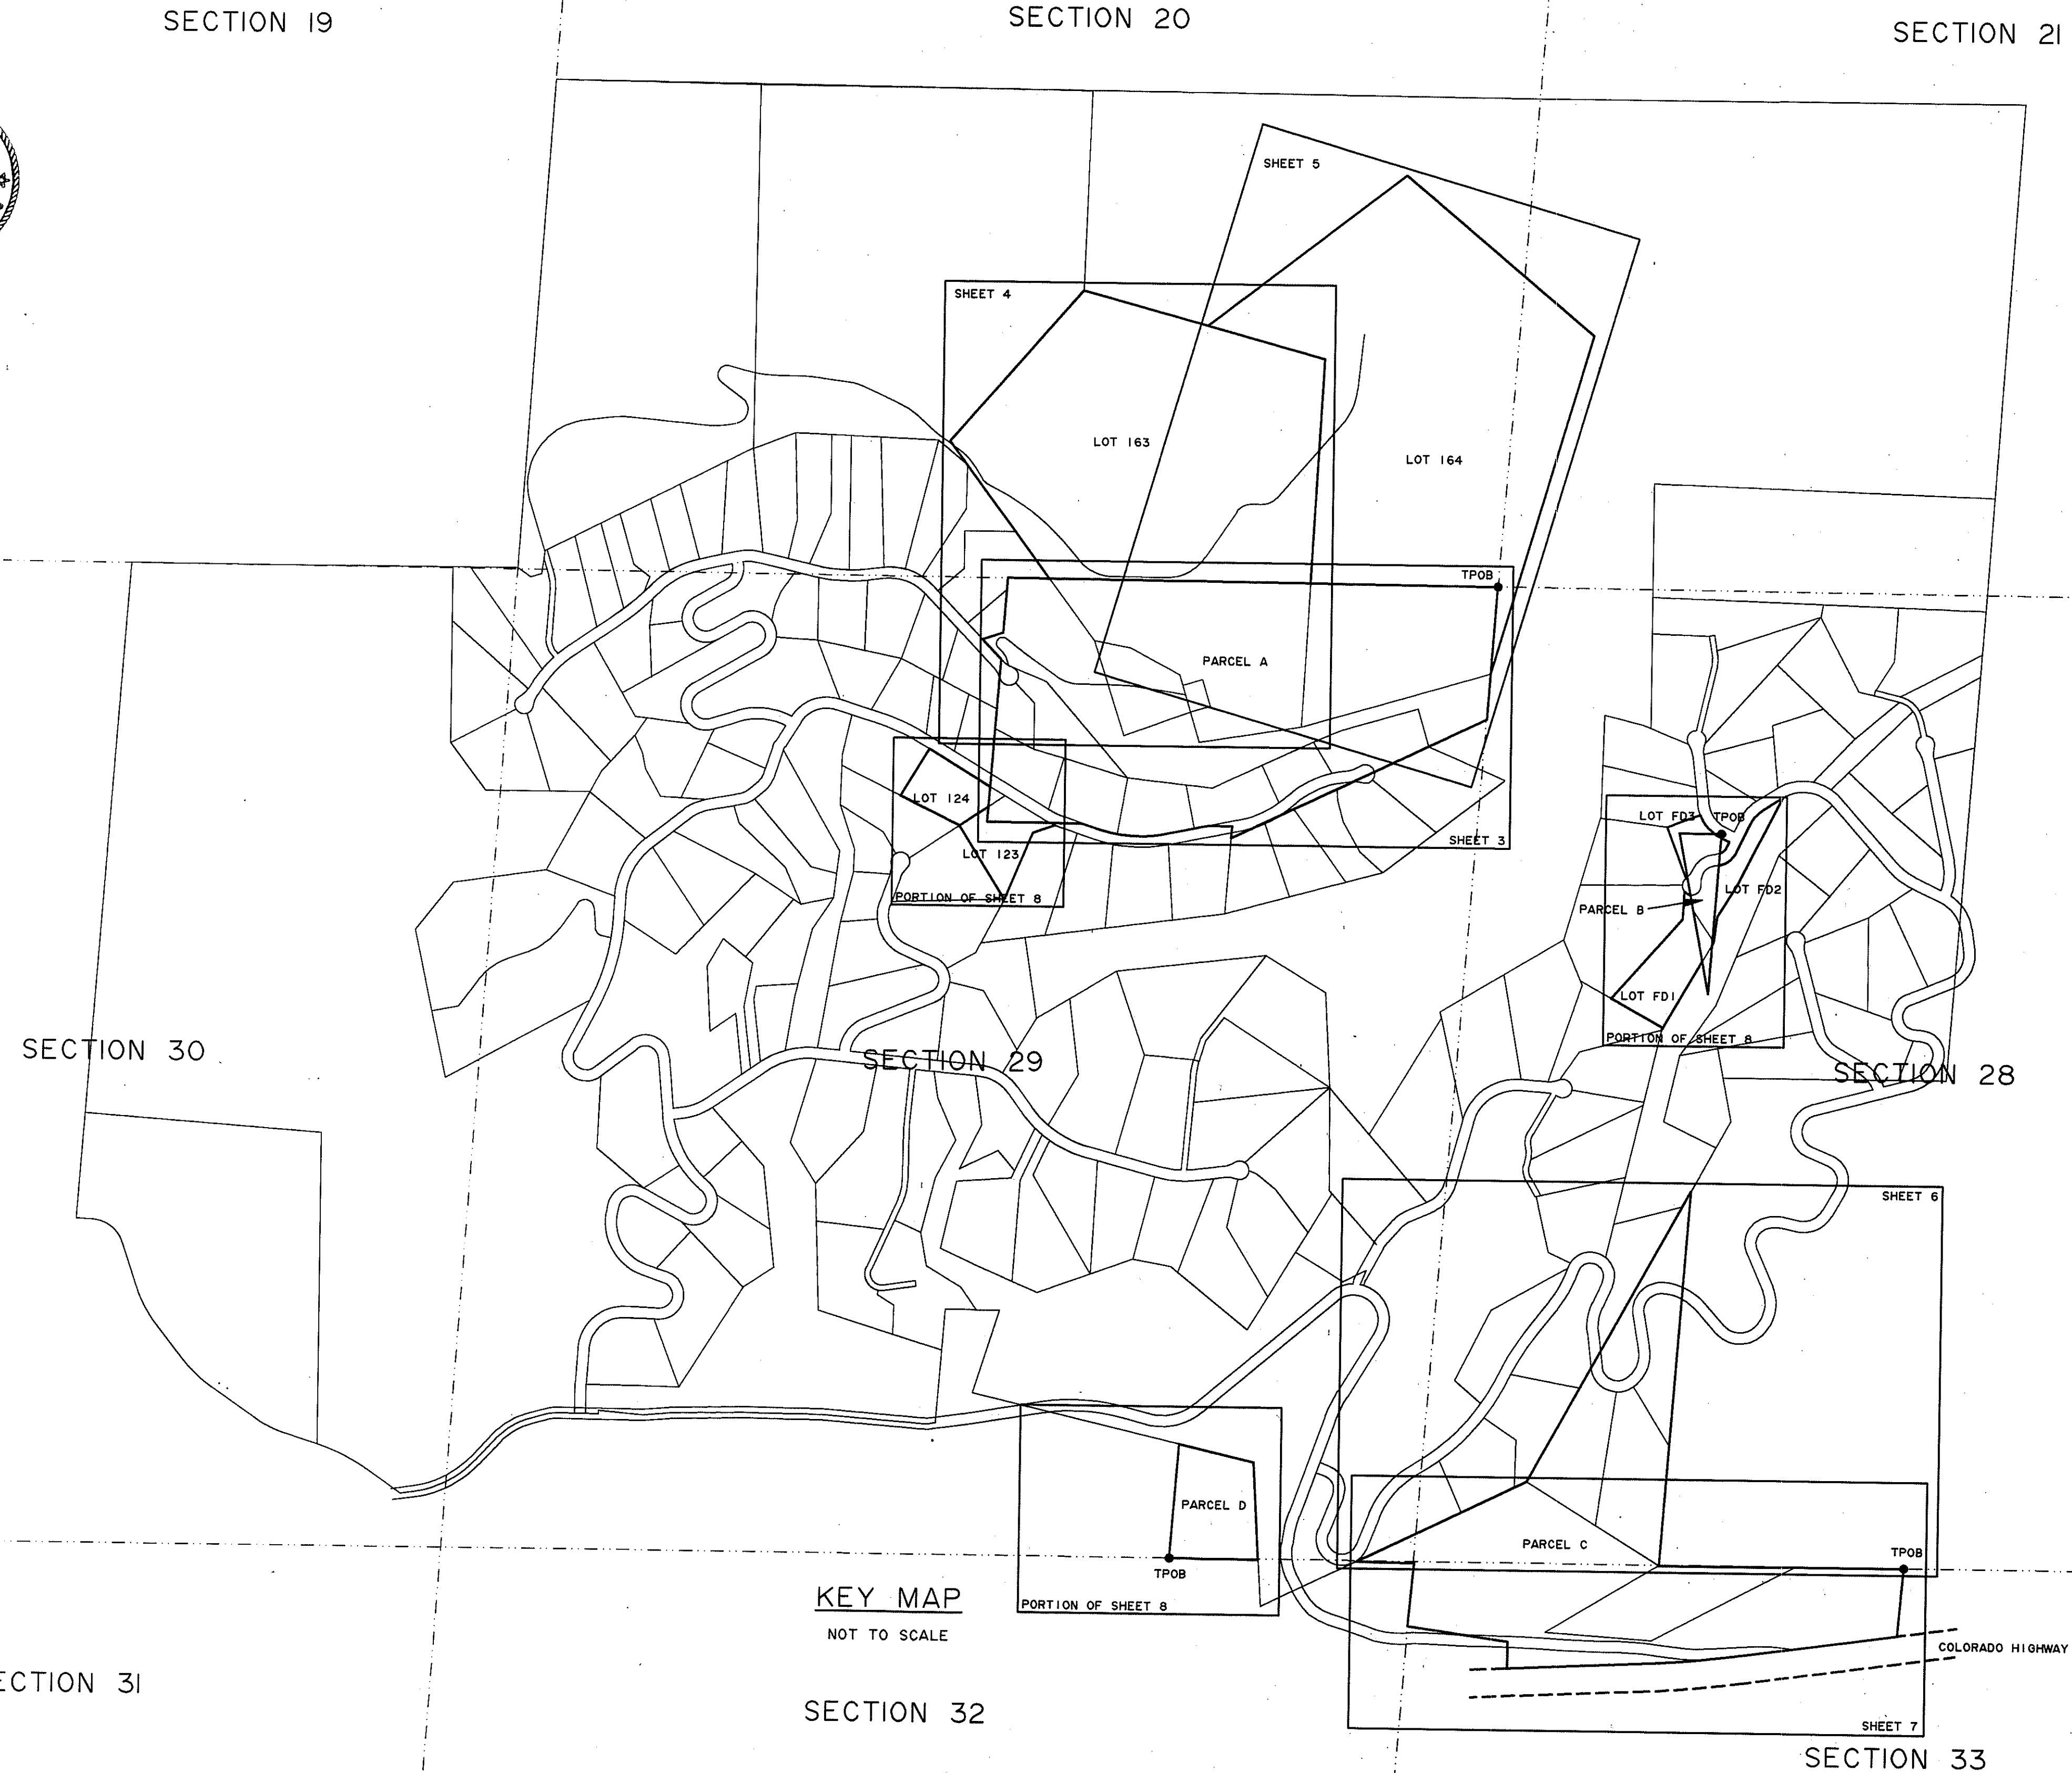 SECTION 19
SECTION 20
SECTION 21
SHEET 5
SHEET 4
LOT 163
LOT 164
TPOB
PARCEL A
LOT 124
LOT FD3
TPOB
SHEET 3
LOT 123
LOT FD2
PORTION OF SHEET 8
PARCEL B
LOT FD1
PORTION OF SHEET 8
SECTION 30
SECTION 29
SECTION 28
SHEET 6
PARCEL D
PARCEL C
TPOB
TPOB
KEY MAP
PORTION OF SHEET 8
NOT TO SCALE
COLORADO HIGHWAY
ECTION 31
SECTION 32
SHEET 7
SECTION 33